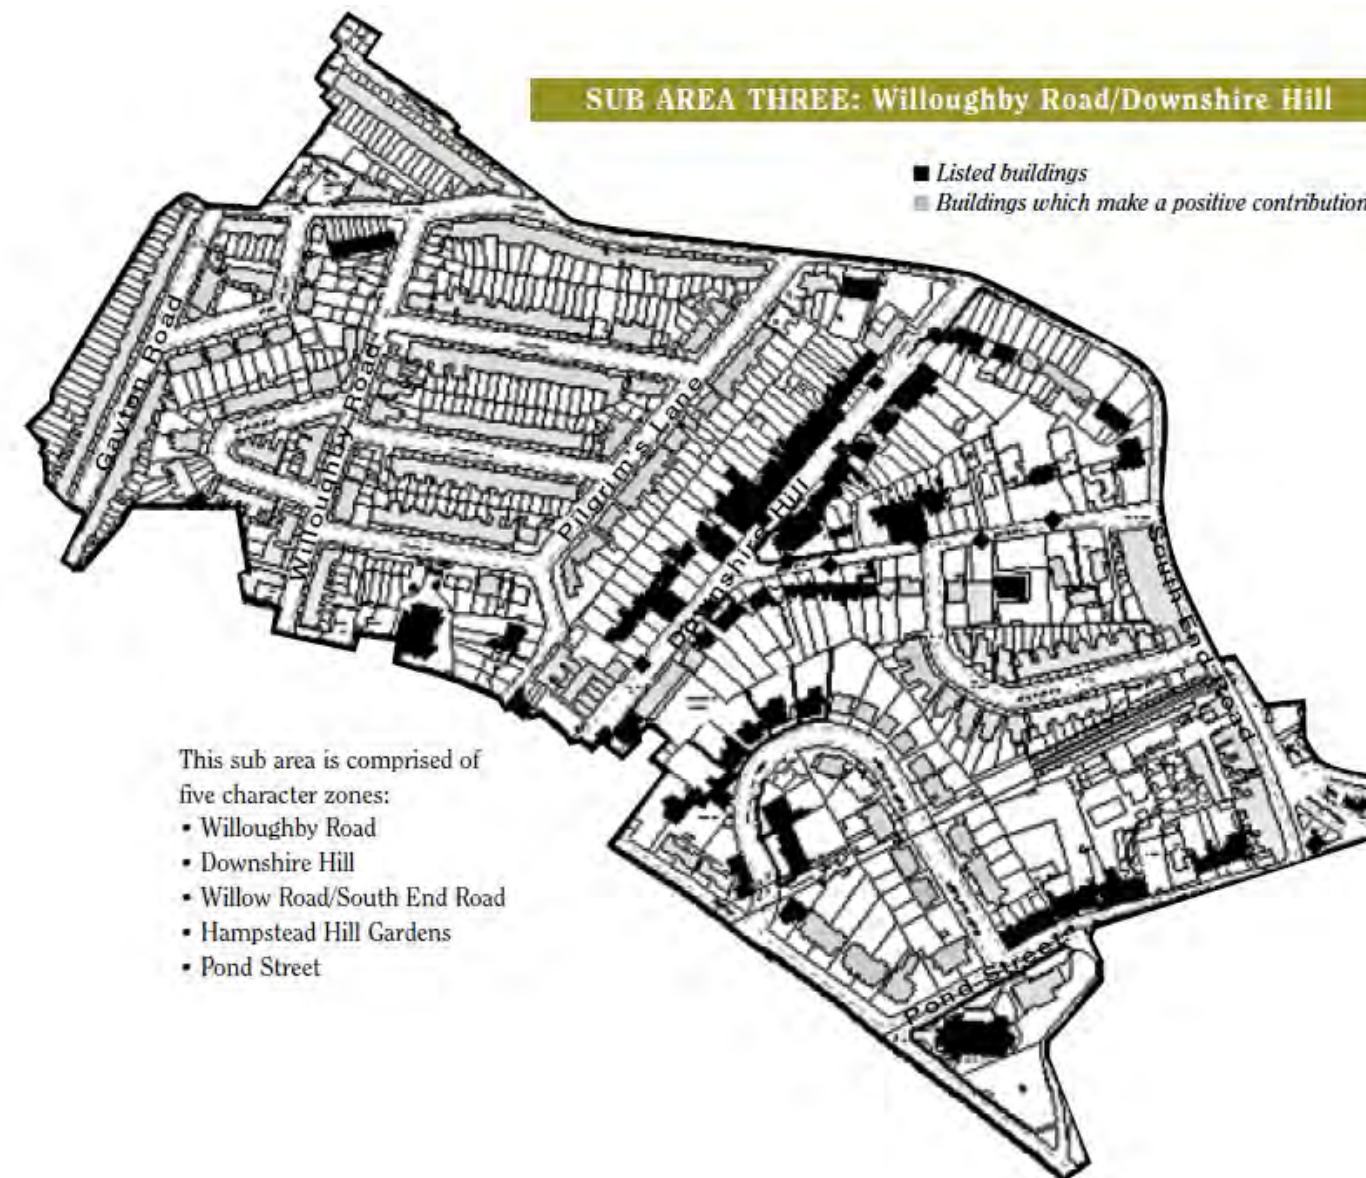 SUB AREA THREE: Willoughby Road/Downshire Hill
Listed buildings
Buildings which make a positive contribution
Gayton Road
Willoughby Road
Pilgrim's Lane
Downshire Hill
South End Road
Pond Street
This sub area is comprised of
five character zones:
• Willoughby Road
• Downshire Hill
• Willow Road/South End Road
• Hampstead Hill Gardens
• Pond Street